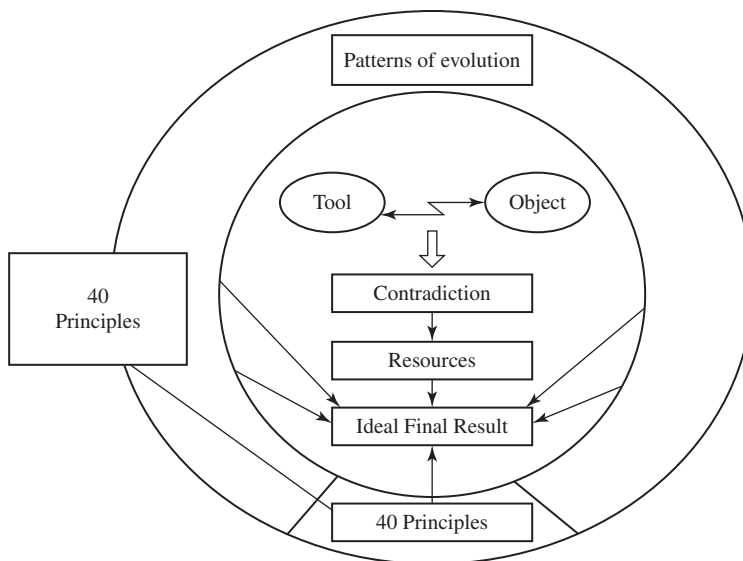 Patterns of evolution
Tool
Object
40
Principles
Contradiction
Resources
Ideal Final Result
40 Principles